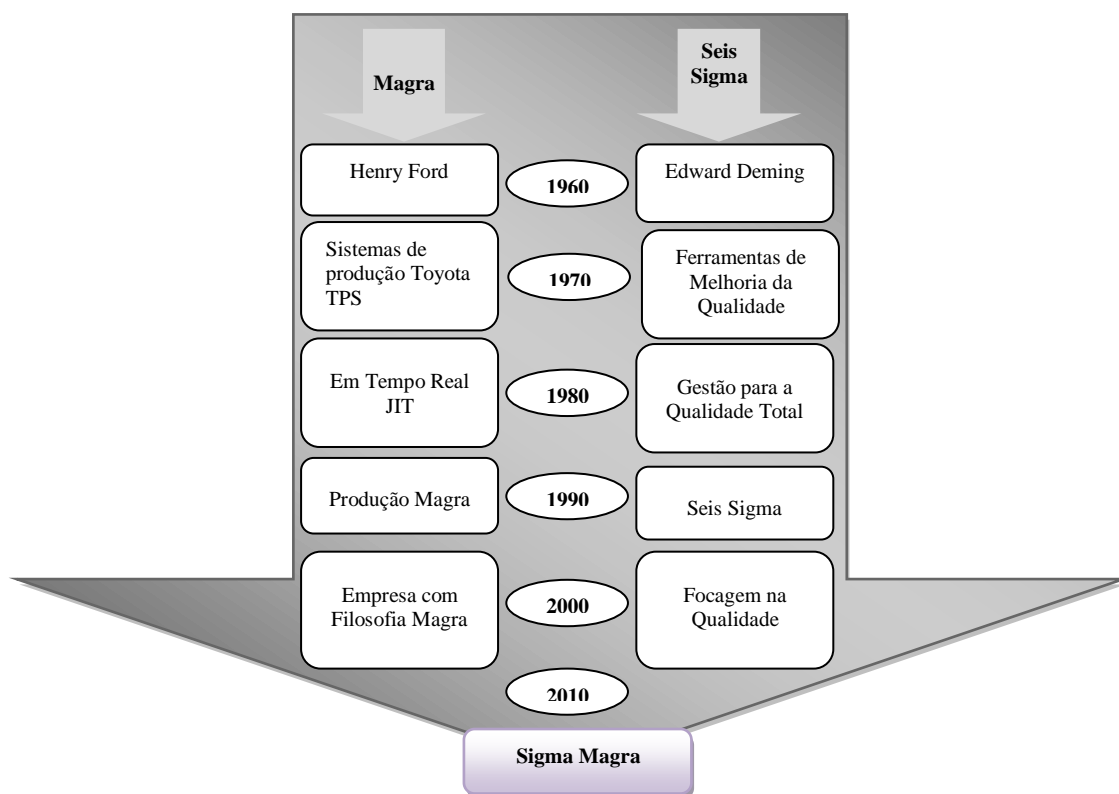 Magra
Seis
Sigma
Henry Ford
1960
Edward Deming
Sistemas de
produção Toyota
TPS
1970
Ferramentas de
Melhoria da
Qualidade
Em Tempo Real
JIT
1980
Gestão para a
Qualidade Total
Produção Magra
1990
Seis Sigma
Empresa com
Filosofia Magra
2000
Focagem na
Qualidade
2010
Sigma Magra